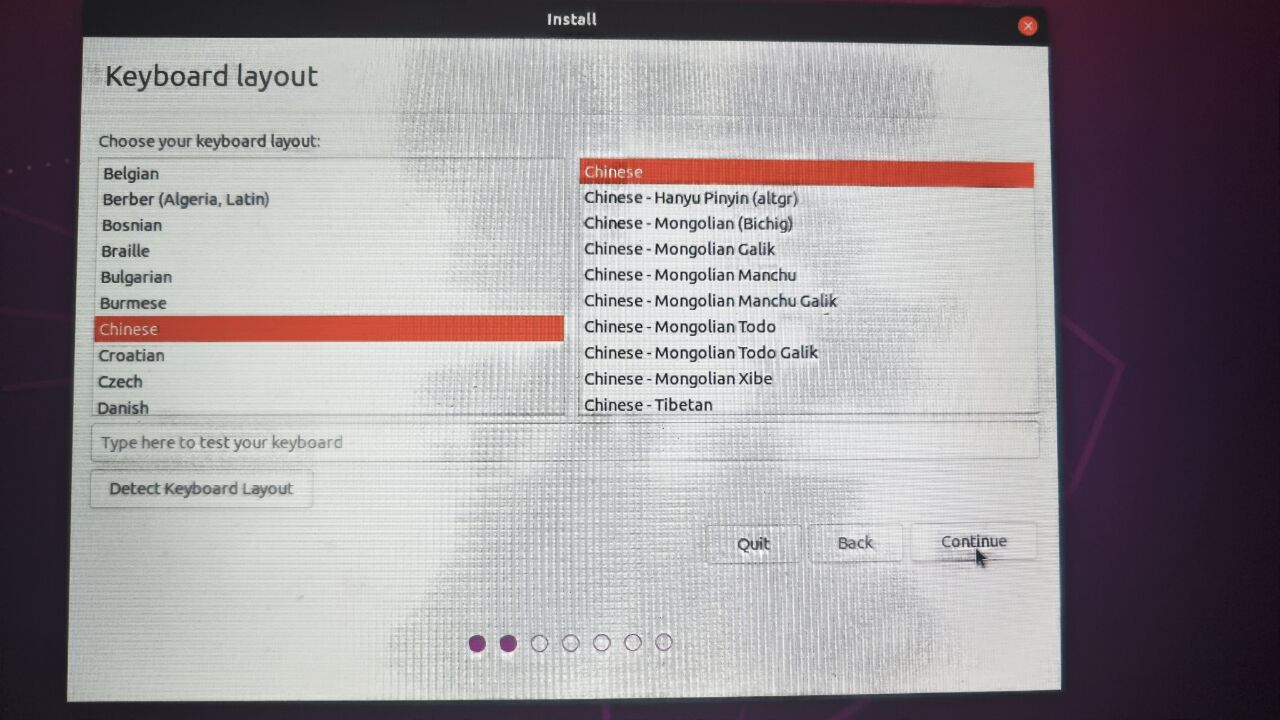 Install
Keyboard layout
Choose your keyboard layout:
Belgian
Berber (Algeria, Latin)
Bosnian
Braille
Bulgarian
Burmese
Chinese
Croatian
Czech
Danish
Chinese
Chinese - Hanyu Pinyin (altgr)
Chinese - Mongolian (Bichig)
Chinese - Mongolian Galik
Chinese - Mongolian Manchu
Chinese - Mongolian Manchu Galik
Chinese - Mongolian Todo
Chinese - Mongolian Todo Galik
Chinese - Mongolian Xibe
Chinese - Tibetan
Type here to test your keyboard
Detect Keyboard Layout
Quit Back Continue